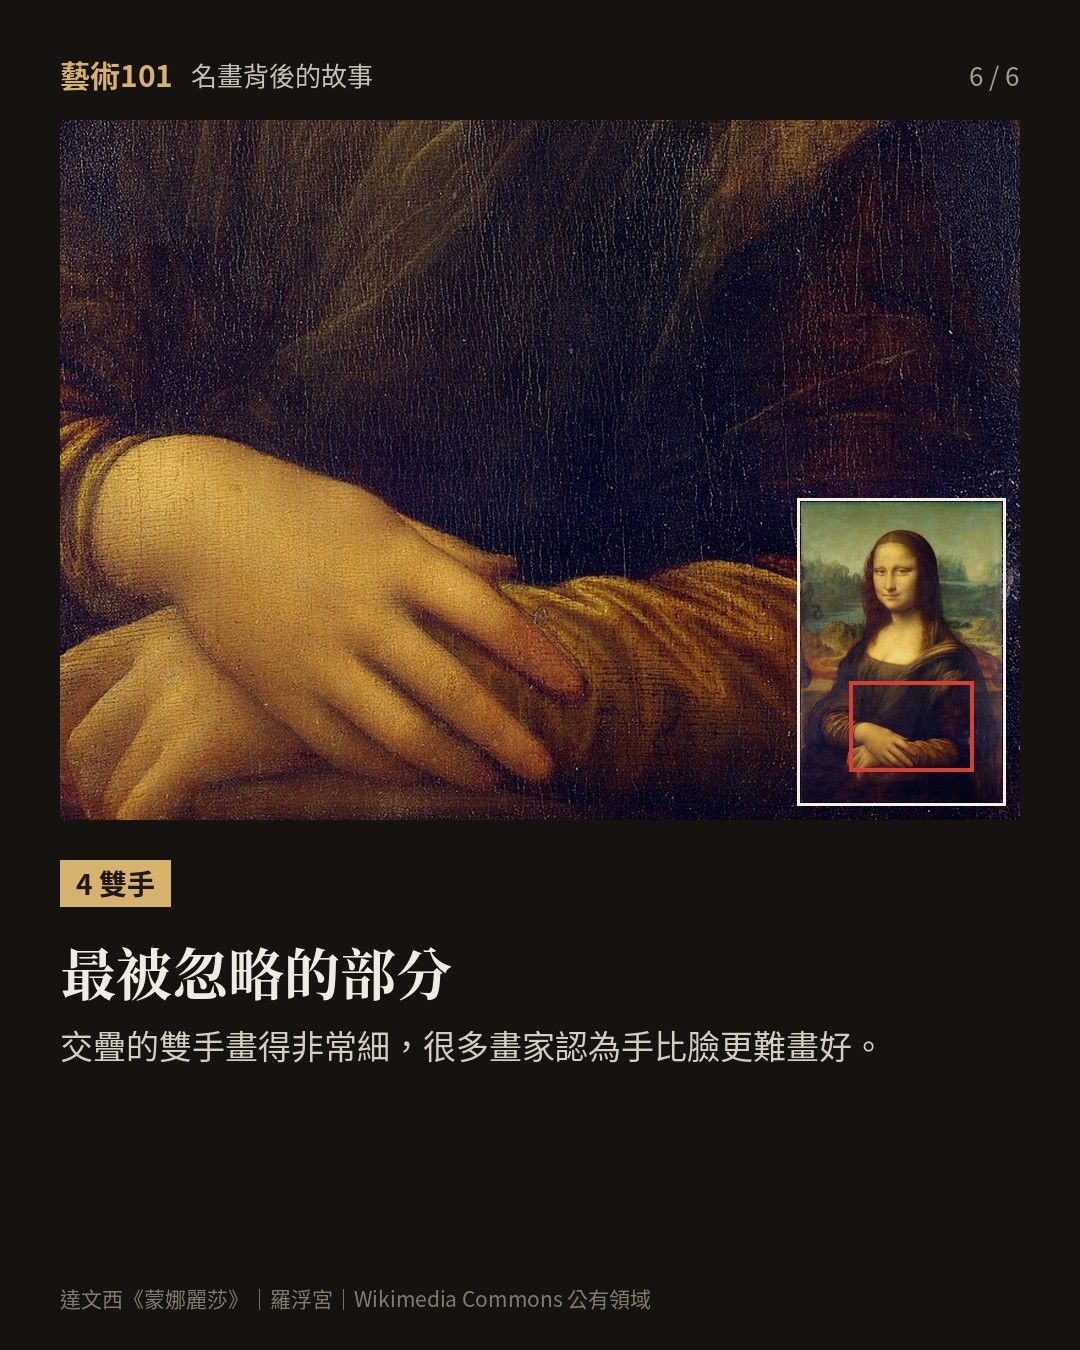 藝術101 名畫背後的故事 6 / 6
4 雙手
最被忽略的部分
交疊的雙手畫得非常細，很多畫家認為手比臉更難畫好。
達文西《蒙娜麗莎》｜羅浮宮｜Wikimedia Commons 公有領域